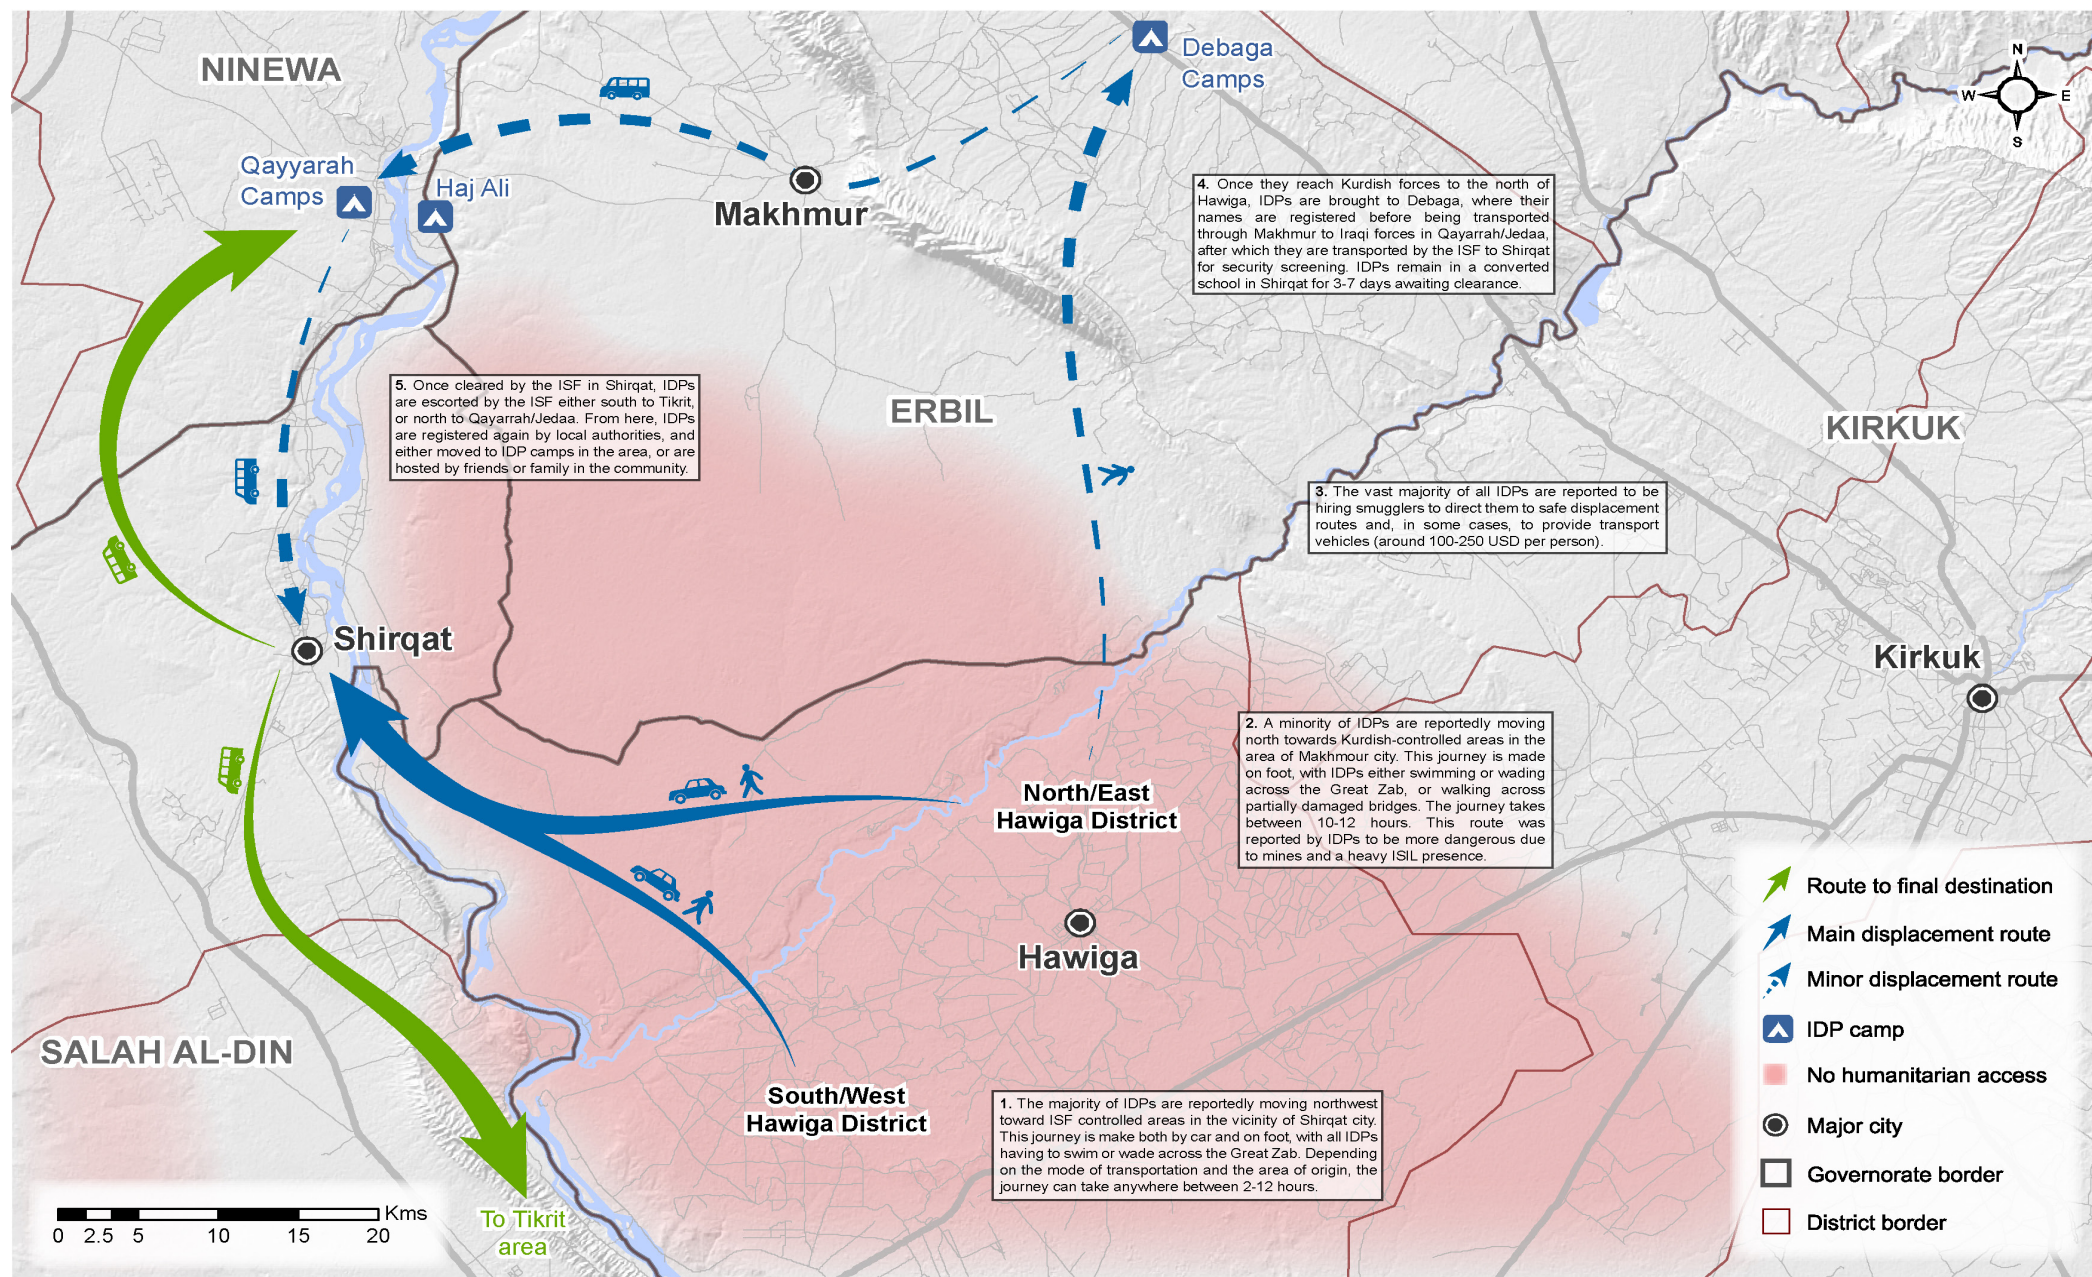 NINEWA
Debaga
Camps
N
W
E
S
Qayyarah
Camps
Haj Ali
Makhmur
4. Once they reach Kurdish forces to the north of
Hawiga, IDPs are brought to Debaga, where their
names are registered before being transported
through Makhmur to Iraqi forces in Qayarrah/Jedaa,
after which they are transported by the ISF to Shirqat
for security screening. IDPs remain in a converted
school in Shirqat for 3-7 days awaiting clearance.
5. Once cleared by the ISF in Shirqat, IDPs
are escorted by the ISF either south to Tikrit,
or north to Qayarrah/Jedaa. From here, IDPs
are registered again by local authorities, and
either moved to IDP camps in the area, or are
hosted by friends or family in the community.
ERBIL
KIRKUK
3. The vast majority of all IDPs are reported to be
hiring smugglers to direct them to safe displacement
routes and, in some cases, to provide transport
vehicles (around 100-250 USD per person).
Shirqat
Kirkuk
2. A minority of IDPs are reportedly moving
north towards Kurdish-controlled areas in the
area of Makhmour city. This journey is made
on foot, with IDPs either swimming or wading
across the Great Zab, or walking across
partially damaged bridges. The journey takes
between 10-12 hours. This route was
reported by IDPs to be more dangerous due
to mines and a heavy ISIL presence.
North/East
Hawiga District
Hawiga
SALAH AL-DIN
South/West
Hawiga District
1. The majority of IDPs are reportedly moving northwest
toward ISF controlled areas in the vicinity of Shirqat city.
This journey is make both by car and on foot, with all IDPs
having to swim or wade across the Great Zab. Depending
on the mode of transportation and the area of origin, the
journey can take anywhere between 2-12 hours.
Route to final destination
Main displacement route
Minor displacement route
IDP camp
No humanitarian access
Major city
Governorate border
District border
To Tikrit
area
Kms
0 2.5 5 10 15 20